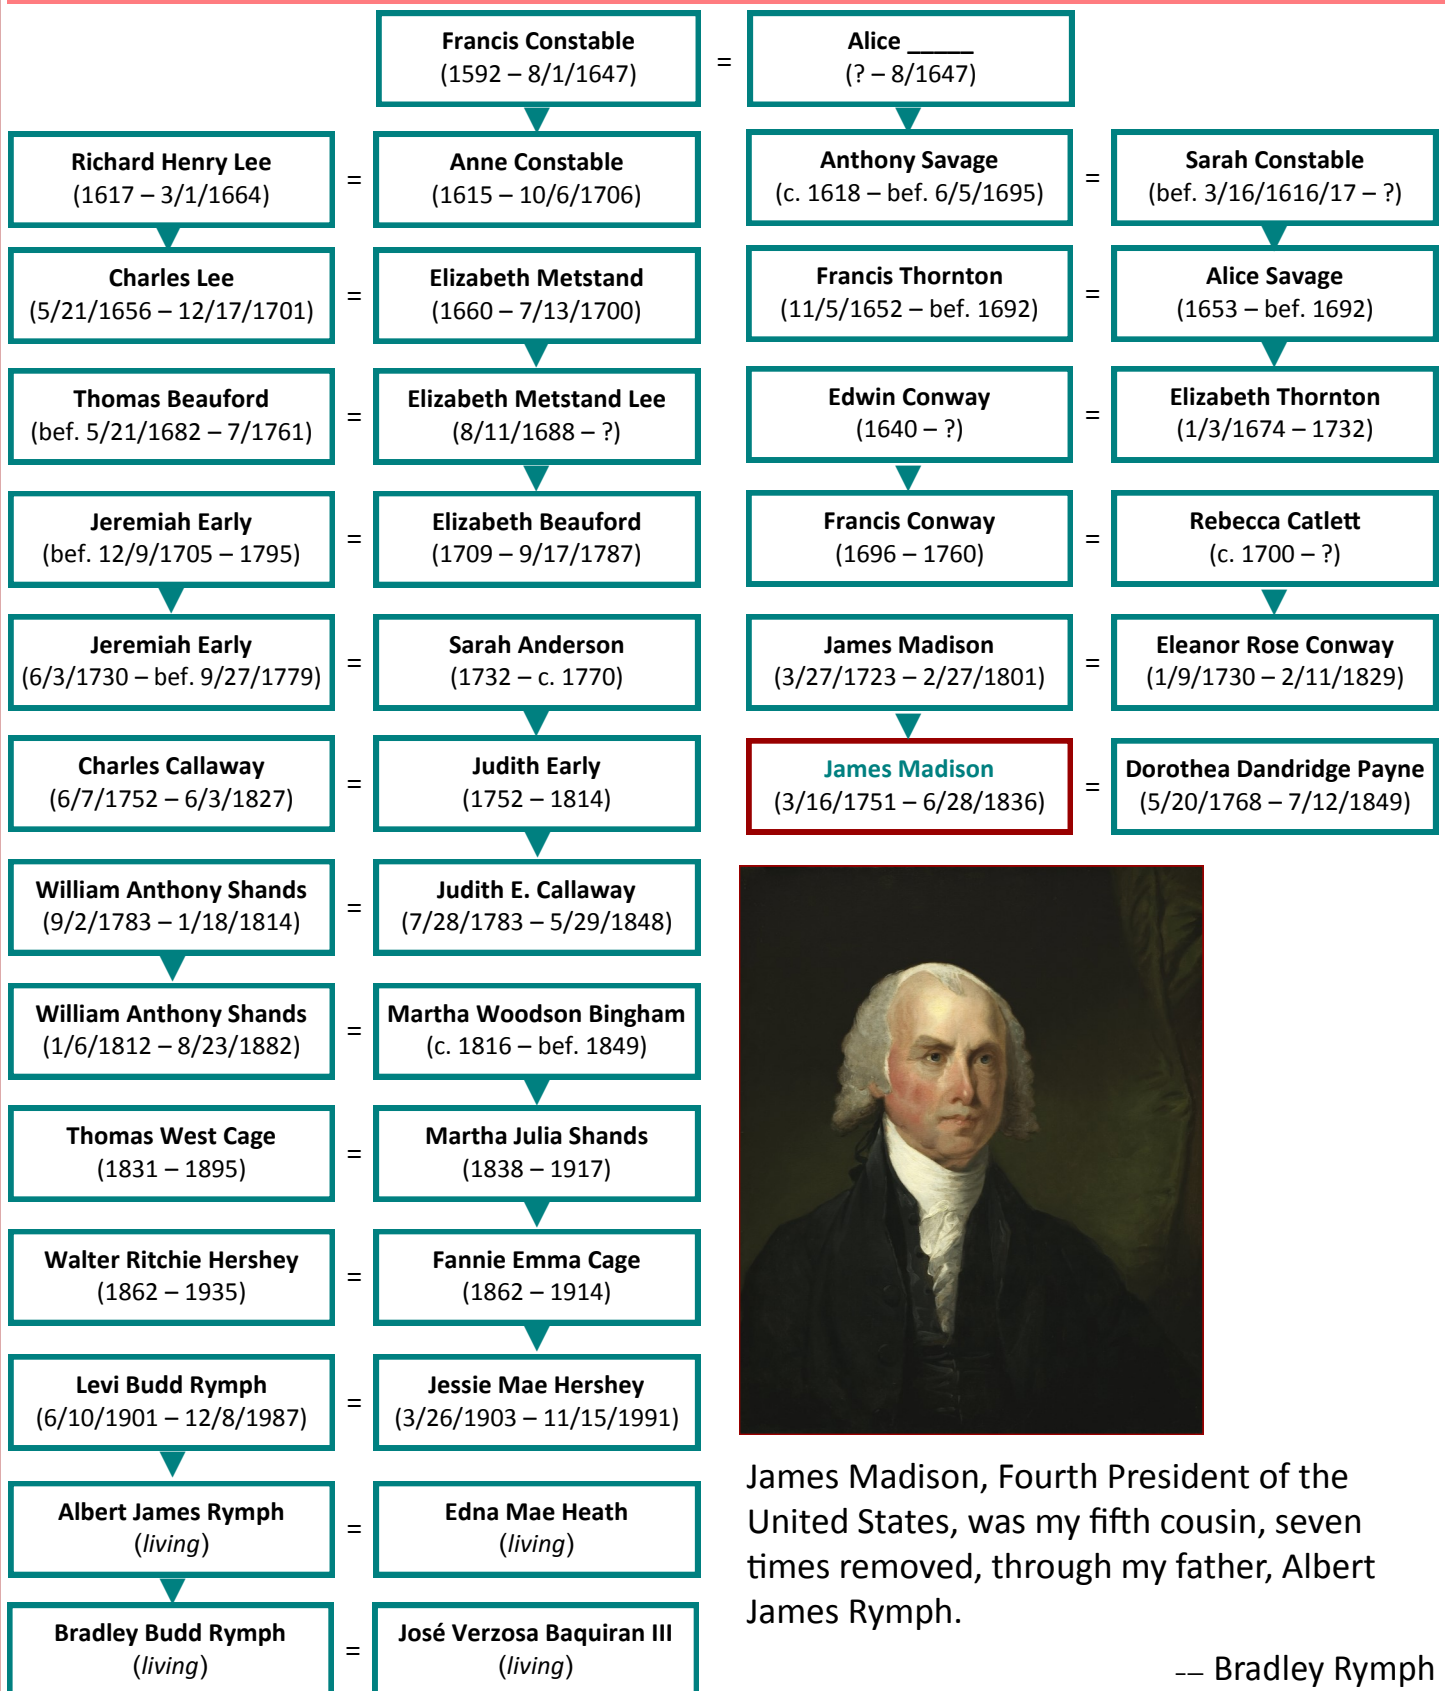 Francis Constable
(1592 – 8/1/1647)
=
Alice _____
(? – 8/1647)
Richard Henry Lee
(1617 – 3/1/1664)
=
Anne Constable
(1615 – 10/6/1706)
Anthony Savage
(c. 1618 – bef. 6/5/1695)
=
Sarah Constable
(bef. 3/16/1616/17 – ?)
Charles Lee
(5/21/1656 – 12/17/1701)
=
Elizabeth Metstand
(1660 – 7/13/1700)
Francis Thornton
(11/5/1652 – bef. 1692)
=
Alice Savage
(1653 – bef. 1692)
Thomas Beauford
(bef. 5/21/1682 – 7/1761)
=
Elizabeth Metstand Lee
(8/11/1688 – ?)
Edwin Conway
(1640 – ?)
=
Elizabeth Thornton
(1/3/1674 – 1732)
Jeremiah Early
(bef. 12/9/1705 – 1795)
=
Elizabeth Beauford
(1709 – 9/17/1787)
Francis Conway
(1696 – 1760)
=
Rebecca Catlett
(c. 1700 – ?)
Jeremiah Early
(6/3/1730 – bef. 9/27/1779)
=
Sarah Anderson
(1732 – c. 1770)
James Madison
(3/27/1723 – 2/27/1801)
=
Eleanor Rose Conway
(1/9/1730 – 2/11/1829)
Charles Callaway
(6/7/1752 – 6/3/1827)
=
Judith Early
(1752 – 1814)
James Madison
(3/16/1751 – 6/28/1836)
=
Dorothea Dandridge Payne
(5/20/1768 – 7/12/1849)
William Anthony Shands
(9/2/1783 – 1/18/1814)
=
Judith E. Callaway
(7/28/1783 – 5/29/1848)
William Anthony Shands
(1/6/1812 – 8/23/1882)
=
Martha Woodson Bingham
(c. 1816 – bef. 1849)
Thomas West Cage
(1831 – 1895)
=
Martha Julia Shands
(1838 – 1917)
Walter Ritchie Hershey
(1862 – 1935)
=
Fannie Emma Cage
(1862 – 1914)
Levi Budd Rymph
(6/10/1901 – 12/8/1987)
=
Jessie Mae Hershey
(3/26/1903 – 11/15/1991)
Albert James Rymph
(living)
=
Edna Mae Heath
(living)
Bradley Budd Rymph
(living)
=
José Verzosa Baquiran III
(living)
James Madison, Fourth President of the
United States, was my fifth cousin, seven
times removed, through my father, Albert
James Rymph.
-– Bradley Rymph